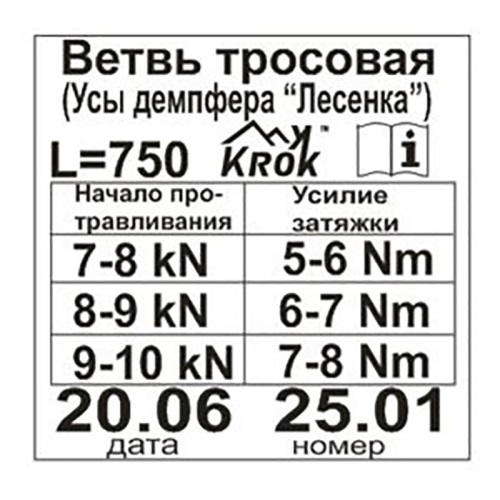 Ветвь тросовая
(Усы демпфера “Лесенка”)
L=750 Krok ™ i
Начало про- Усилие
травливания затяжки
7-8 kN 5-6 Nm
8-9 kN 6-7 Nm
9-10 kN 7-8 Nm
20.06 25.01
дата номер